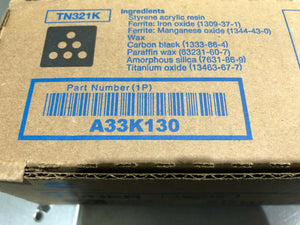 TN321K
Ingredients
Styrene acrylic resin
Ferrite: Iron oxide (1309-37-1)
Ferrite: Manganese oxide (1344-43-0)
Wax
Carbon black (1333-86-4)
Paraffin wax (63231-60-7)
Amorphous silica (7631-86-9)
Titanium oxide (13463-67-7)
Part Number (1P)
A33K130